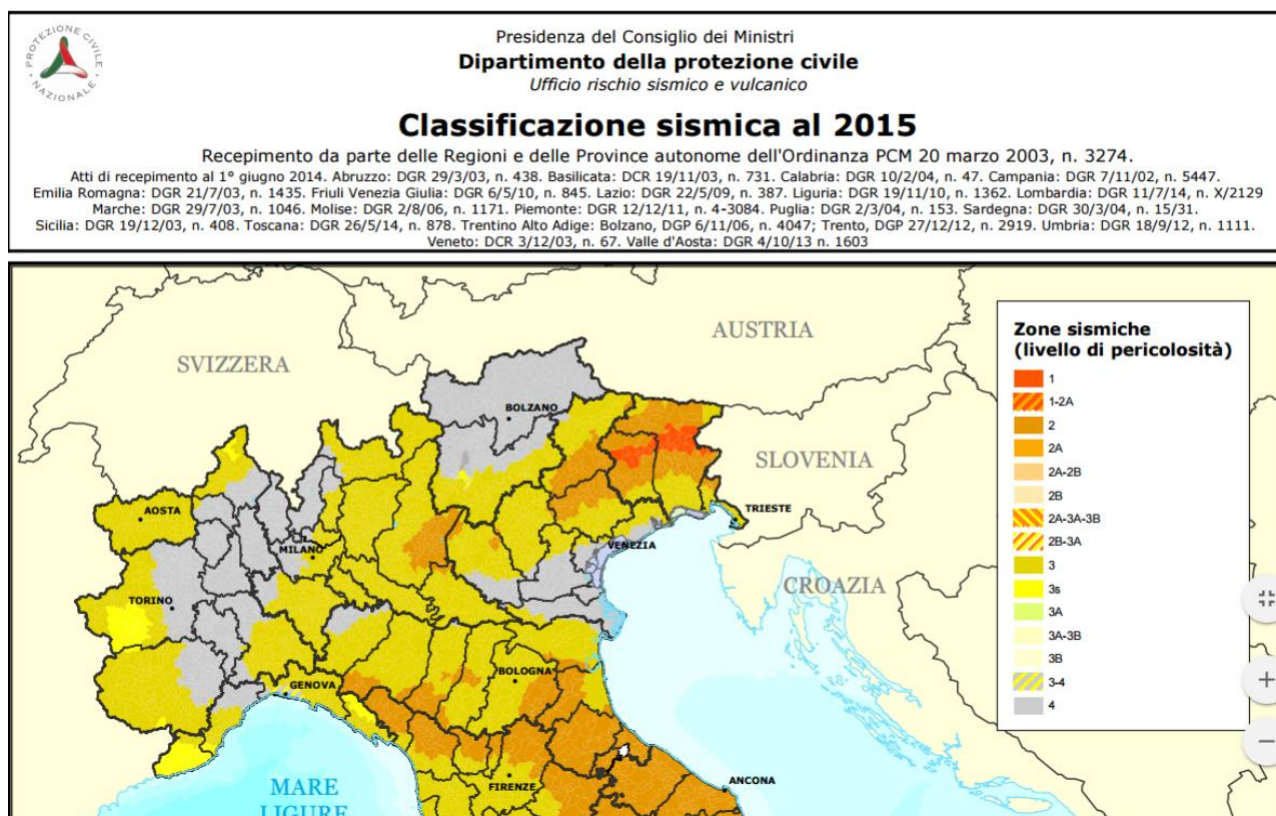 PROTEZIONE CIVILE
NAZIONALE
Presidenza del Consiglio dei Ministri
Dipartimento della protezione civile
Ufficio rischio sismico e vulcanico
Classificazione sismica al 2015
Recepimento da parte delle Regioni e delle Province autonome dell'Ordinanza PCM 20 marzo 2003, n. 3274.
Atti di recepimento al 1° giugno 2014. Abruzzo: DGR 29/3/03, n. 438. Basilicata: DCR 19/11/03, n. 731. Calabria: DGR 10/2/04, n. 47. Campania: DGR 7/11/02, n. 5447.
Emilia Romagna: DGR 21/7/03, n. 1435. Friuli Venezia Giulia: DGR 6/5/10, n. 845. Lazio: DGR 22/5/09, n. 387. Liguria: DGR 19/11/10, n. 1362. Lombardia: DGR 11/7/14, n. X/2129
Marche: DGR 29/7/03, n. 1046. Molise: DGR 2/8/06, n. 1171. Piemonte: DGR 12/12/11, n. 4-3084. Puglia: DGR 2/3/04, n. 153. Sardegna: DGR 30/3/04, n. 15/31.
Sicilia: DGR 19/12/03, n. 408. Toscana: DGR 26/5/14, n. 878. Trentino Alto Adige: Bolzano, DGP 6/11/06, n. 4047; Trento, DGP 27/12/12, n. 2919. Umbria: DGR 18/9/12, n. 1111.
Veneto: DCR 3/12/03, n. 67. Valle d'Aosta: DGR 4/10/13 n. 1603
AUSTRIA
SVIZZERA
BOLZANO
SLOVENIA
AOSTA
TRIESTE
MILANO
VENEZIA
CROAZIA
TORINO
BOLOGNA
GENOVA
FIRENZE
ANCONA
MARE
LIGURE
Zone sismiche
(livello di pericolosità)
1
1-2A
2
2A
2A-2B
2B
2A-3A-3B
2B-3A
3
3s
3A
3A-3B
3B
3-4
4